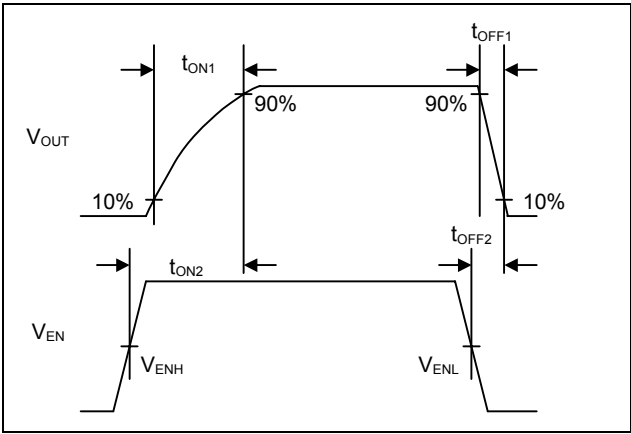 tOFF1
tON1
90% 90%
VOUT
10% 10%
tOFF2
tON2
VEN
VENH VENL